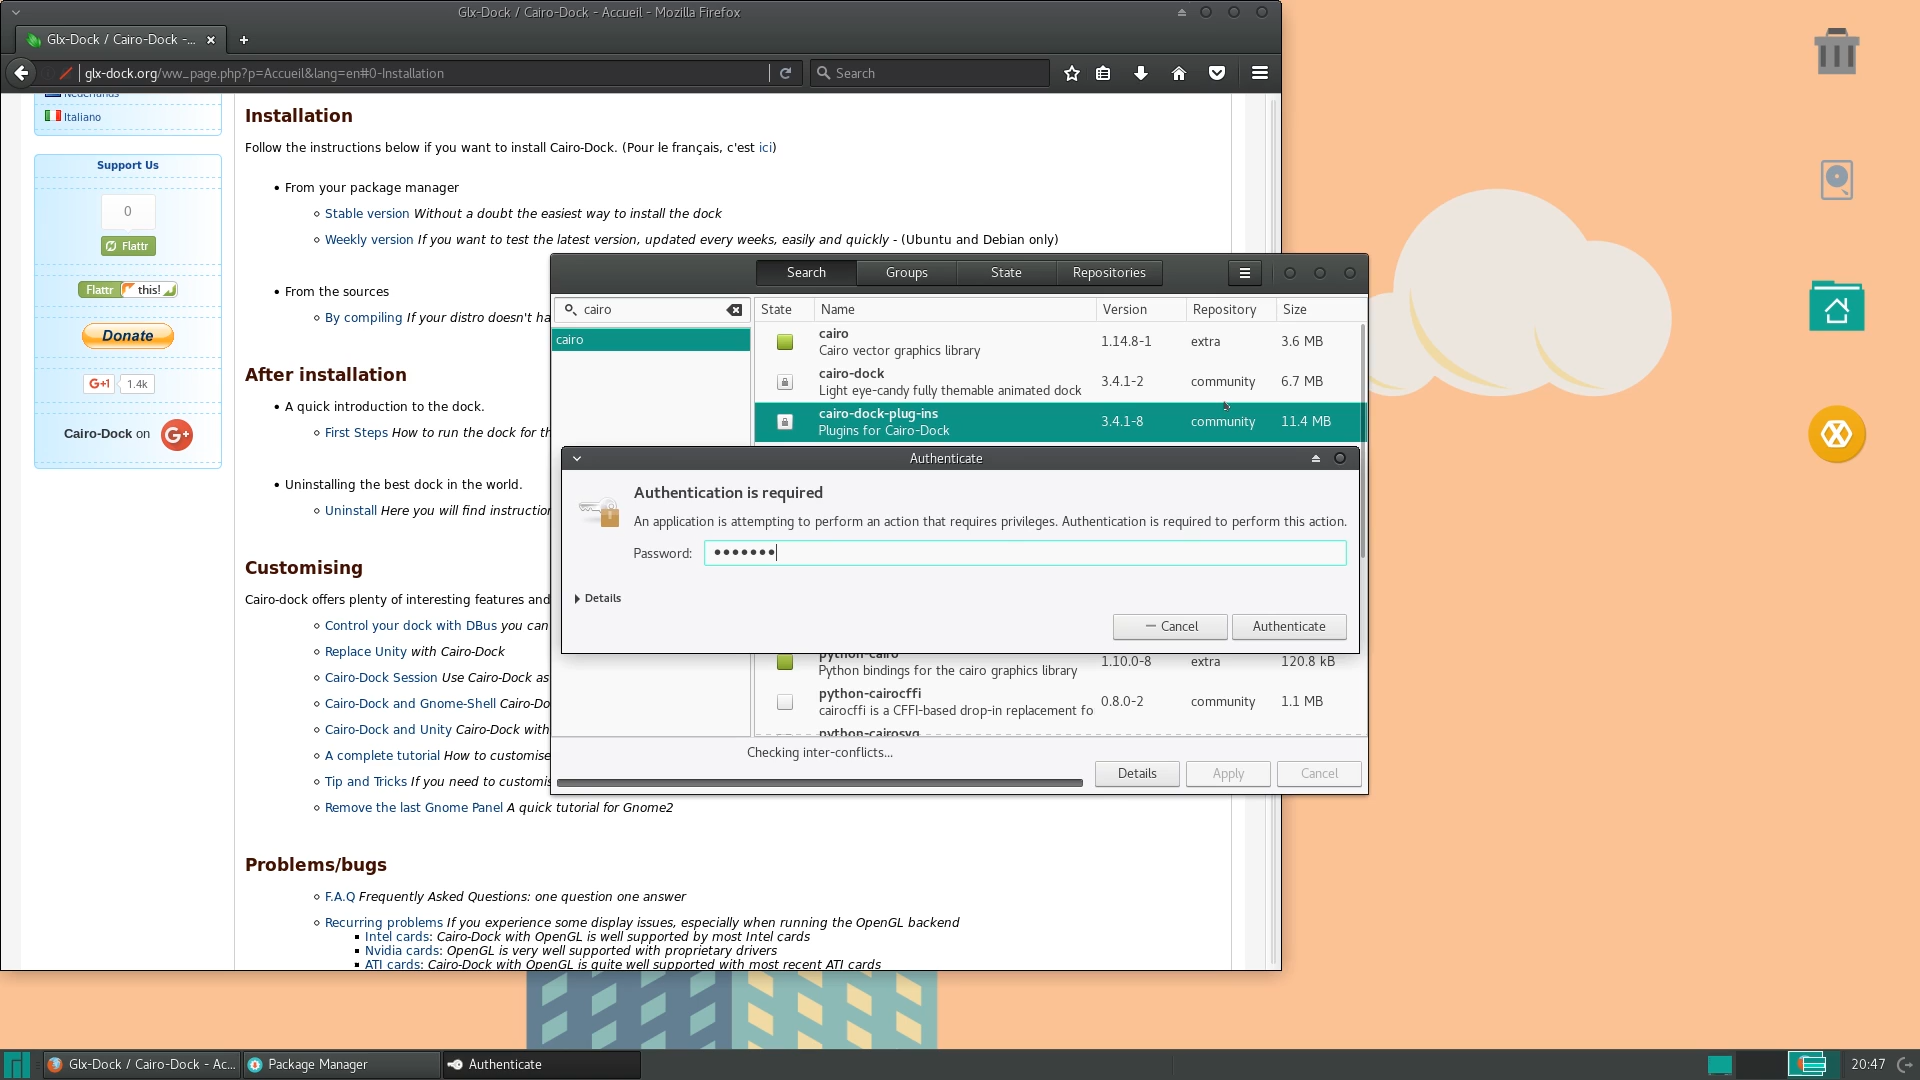 Glx-Dock / Cairo-Dock - Accueil - Mozilla Firefox
Glx-Dock / Cairo-Dock -...
glx-dock.org/ww_page.php?p=Accueil&lang=en#0-Installation
Search
Nederlands
Italiano
Support Us
0
Flattr
Flattr this!
Donate
G+1 1.4k
Cairo-Dock on G+
Installation
Follow the instructions below if you want to install Cairo-Dock. (Pour le français, c'est ici)
• From your package manager
Stable version Without a doubt the easiest way to install the dock
Weekly version If you want to test the latest version, updated every weeks, easily and quickly - (Ubuntu and Debian only)
• From the sources
By compiling If your distro doesn't ha
After installation
• A quick introduction to the dock.
First Steps How to run the dock for th
• Uninstalling the best dock in the world.
Uninstall Here you will find instruction
Customising
Cairo-dock offers plenty of interesting features and
Control your dock with DBus you can
Replace Unity with Cairo-Dock
Cairo-Dock Session Use Cairo-Dock as
Cairo-Dock and Gnome-Shell Cairo-Do
Cairo-Dock and Unity Cairo-Dock with
A complete tutorial How to customise
Tip and Tricks If you need to customis
Remove the last Gnome Panel A quick tutorial for Gnome2
Problems/bugs
F.A.Q Frequently Asked Questions: one question one answer
Recurring problems If you experience some display issues, especially when running the OpenGL backend
Intel cards: Cairo-Dock with OpenGL is well supported by most Intel cards
Nvidia cards: OpenGL is very well supported with proprietary drivers
ATI cards: Cairo-Dock with OpenGL is quite well supported with most recent ATI cards
Search Groups State Repositories
cairo
cairo
State Name Version Repository Size
cairo
Cairo vector graphics library
1.14.8-1 extra 3.6 MB
cairo-dock
Light eye-candy fully themable animated dock
3.4.1-2 community 6.7 MB
cairo-dock-plug-ins
Plugins for Cairo-Dock
3.4.1-8 community 11.4 MB
Authenticate
Authentication is required
An application is attempting to perform an action that requires privileges. Authentication is required to perform this action.
Password: •••••••
Details
Cancel Authenticate
python-cairo
Python bindings for the cairo graphics library
1.10.0-8 extra 120.8 kB
python-cairocffi
cairocffi is a CFFI-based drop-in replacement fo
0.8.0-2 community 1.1 MB
python-cairosvg
Checking inter-conflicts...
Details Apply Cancel
Glx-Dock / Cairo-Dock - Ac...
Package Manager
Authenticate
20:47